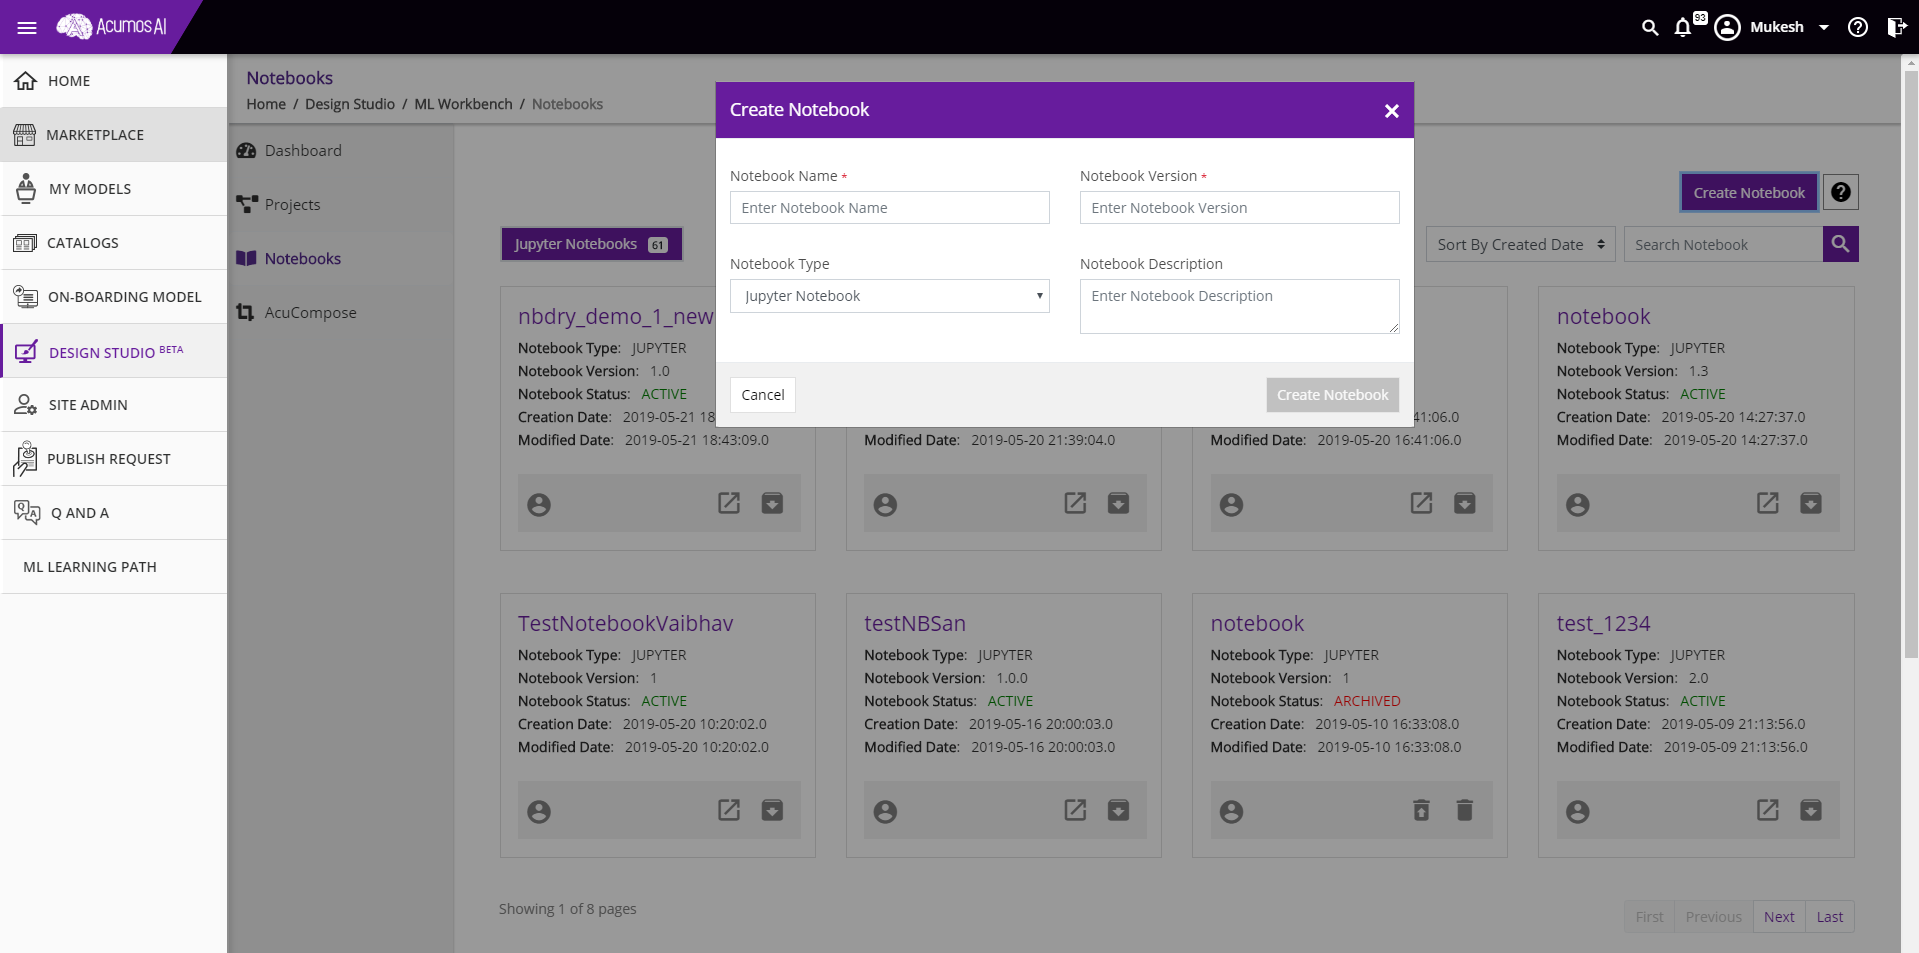 Acumos AI
93
Mukesh
HOME
MARKETPLACE
MY MODELS
CATALOGS
ON-BOARDING MODEL
DESIGN STUDIO BETA
SITE ADMIN
PUBLISH REQUEST
Q AND A
ML LEARNING PATH
Notebooks
Home / Design Studio / ML Workbench / Notebooks
Dashboard
Projects
Notebooks
AcuCompose
Create Notebook
Notebook Name *
Enter Notebook Name
Notebook Version *
Enter Notebook Version
Notebook Type
Jupyter Notebook
Notebook Description
Enter Notebook Description
Cancel
Create Notebook
Create Notebook
Jupyter Notebooks 61
Sort By Created Date
Search Notebook
nbdry_demo_1_new
Notebook Type: JUPYTER
Notebook Version: 1.0
Notebook Status: ACTIVE
Creation Date: 2019-05-21 18
Modified Date: 2019-05-21 18:43:09.0
Modified Date: 2019-05-20 21:39:04.0
41:06.0
Modified Date: 2019-05-20 16:41:06.0
notebook
Notebook Type: JUPYTER
Notebook Version: 1.3
Notebook Status: ACTIVE
Creation Date: 2019-05-20 14:27:37.0
Modified Date: 2019-05-20 14:27:37.0
TestNotebookVaibhav
Notebook Type: JUPYTER
Notebook Version: 1
Notebook Status: ACTIVE
Creation Date: 2019-05-20 10:20:02.0
Modified Date: 2019-05-20 10:20:02.0
testNBSan
Notebook Type: JUPYTER
Notebook Version: 1.0.0
Notebook Status: ACTIVE
Creation Date: 2019-05-16 20:00:03.0
Modified Date: 2019-05-16 20:00:03.0
notebook
Notebook Type: JUPYTER
Notebook Version: 1
Notebook Status: ARCHIVED
Creation Date: 2019-05-10 16:33:08.0
Modified Date: 2019-05-10 16:33:08.0
test_1234
Notebook Type: JUPYTER
Notebook Version: 2.0
Notebook Status: ACTIVE
Creation Date: 2019-05-09 21:13:56.0
Modified Date: 2019-05-09 21:13:56.0
Showing 1 of 8 pages
First Previous Next Last